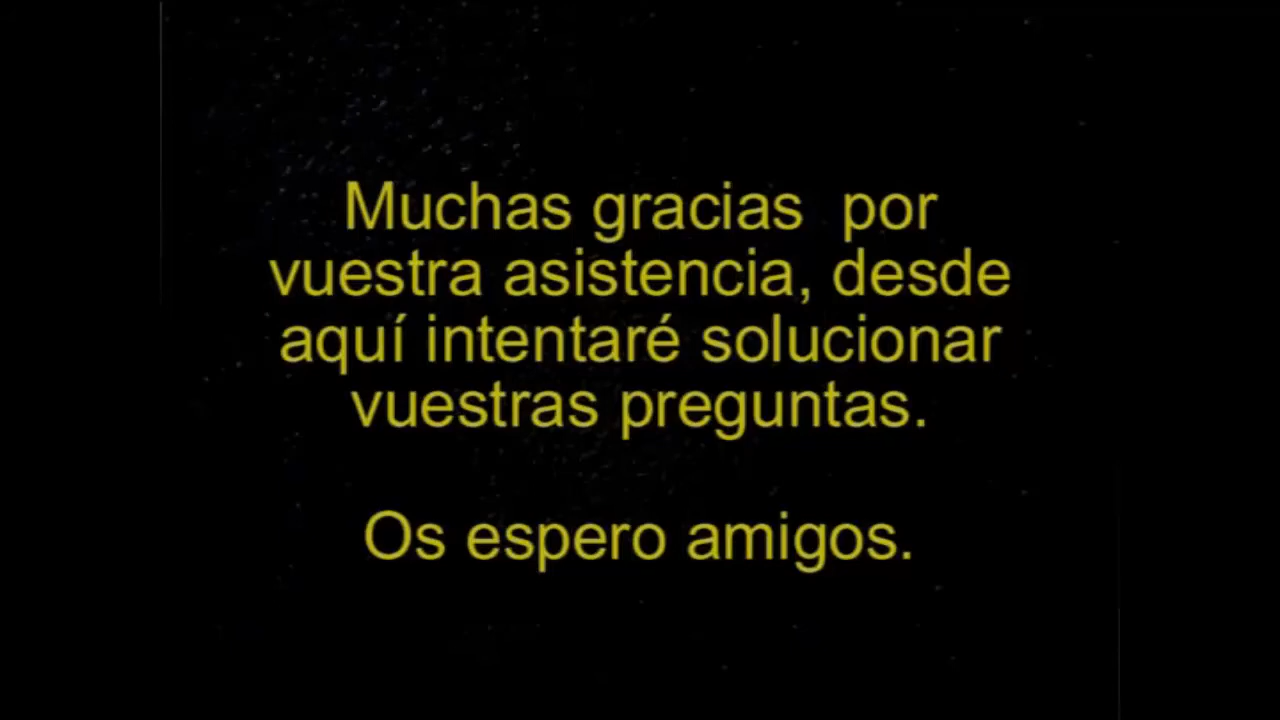 Muchas gracias  por
vuestra asistencia, desde
aquí intentaré solucionar
vuestras preguntas.
Os espero amigos.